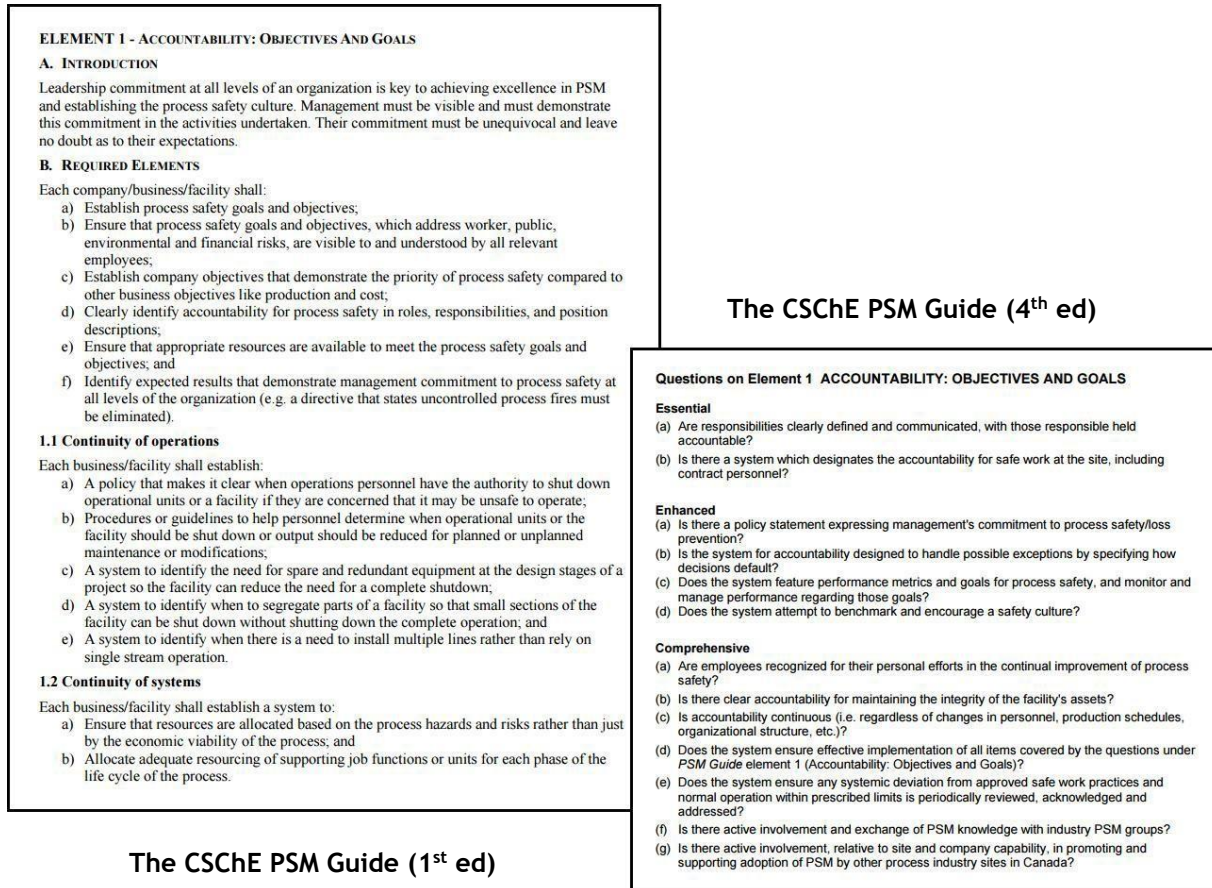 ELEMENT 1 - ACCOUNTABILITY: OBJECTIVES AND GOALS
A. INTRODUCTION
Leadership commitment at all levels of an organization is key to achieving excellence in PSM
and establishing the process safety culture. Management must be visible and must demonstrate
this commitment in the activities undertaken. Their commitment must be unequivocal and leave
no doubt as to their expectations.
B. REQUIRED ELEMENTS
Each company/business/facility shall:
a) Establish process safety goals and objectives;
b) Ensure that process safety goals and objectives, which address worker, public,
environmental and financial risks, are visible to and understood by all relevant
employees;
c) Establish company objectives that demonstrate the priority of process safety compared to
other business objectives like production and cost;
d) Clearly identify accountability for process safety in roles, responsibilities, and position
descriptions;
e) Ensure that appropriate resources are available to meet the process safety goals and
objectives; and
f) Identify expected results that demonstrate management commitment to process safety at
all levels of the organization (e.g. a directive that states uncontrolled process fires must
be eliminated).
1.1 Continuity of operations
Each business/facility shall establish:
a) A policy that makes it clear when operations personnel have the authority to shut down
operational units or a facility if they are concerned that it may be unsafe to operate;
b) Procedures or guidelines to help personnel determine when operational units or the
facility should be shut down or output should be reduced for planned or unplanned
maintenance or modifications;
c) A system to identify the need for spare and redundant equipment at the design stages of a
project so the facility can reduce the need for a complete shutdown;
d) A system to identify when to segregate parts of a facility so that small sections of the
facility can be shut down without shutting down the complete operation; and
e) A system to identify when there is a need to install multiple lines rather than rely on
single stream operation.
1.2 Continuity of systems
Each business/facility shall establish a system to:
a) Ensure that resources are allocated based on the process hazards and risks rather than just
by the economic viability of the process; and
b) Allocate adequate resourcing of supporting job functions or units for each phase of the
life cycle of the process.
The CSChE PSM Guide (4th ed)
Questions on Element 1 ACCOUNTABILITY: OBJECTIVES AND GOALS
Essential
(a) Are responsibilities clearly defined and communicated, with those responsible held
accountable?
(b) Is there a system which designates the accountability for safe work at the site, including
contract personnel?
Enhanced
(a) Is there a policy statement expressing management's commitment to process safety/loss
prevention?
(b) Is the system for accountability designed to handle possible exceptions by specifying how
decisions default?
(c) Does the system feature performance metrics and goals for process safety, and monitor and
manage performance regarding those goals?
(d) Does the system attempt to benchmark and encourage a safety culture?
Comprehensive
(a) Are employees recognized for their personal efforts in the continual improvement of process
safety?
(b) Is there clear accountability for maintaining the integrity of the facility's assets?
(c) Is accountability continuous (i.e. regardless of changes in personnel, production schedules,
organizational structure, etc.)?
(d) Does the system ensure effective implementation of all items covered by the questions under
PSM Guide element 1 (Accountability: Objectives and Goals)?
(e) Does the system ensure any systemic deviation from approved safe work practices and
normal operation within prescribed limits is periodically reviewed, acknowledged and
addressed?
(f) Is there active involvement and exchange of PSM knowledge with industry PSM groups?
(g) Is there active involvement, relative to site and company capability, in promoting and
supporting adoption of PSM by other process industry sites in Canada?
The CSChE PSM Guide (1st ed)